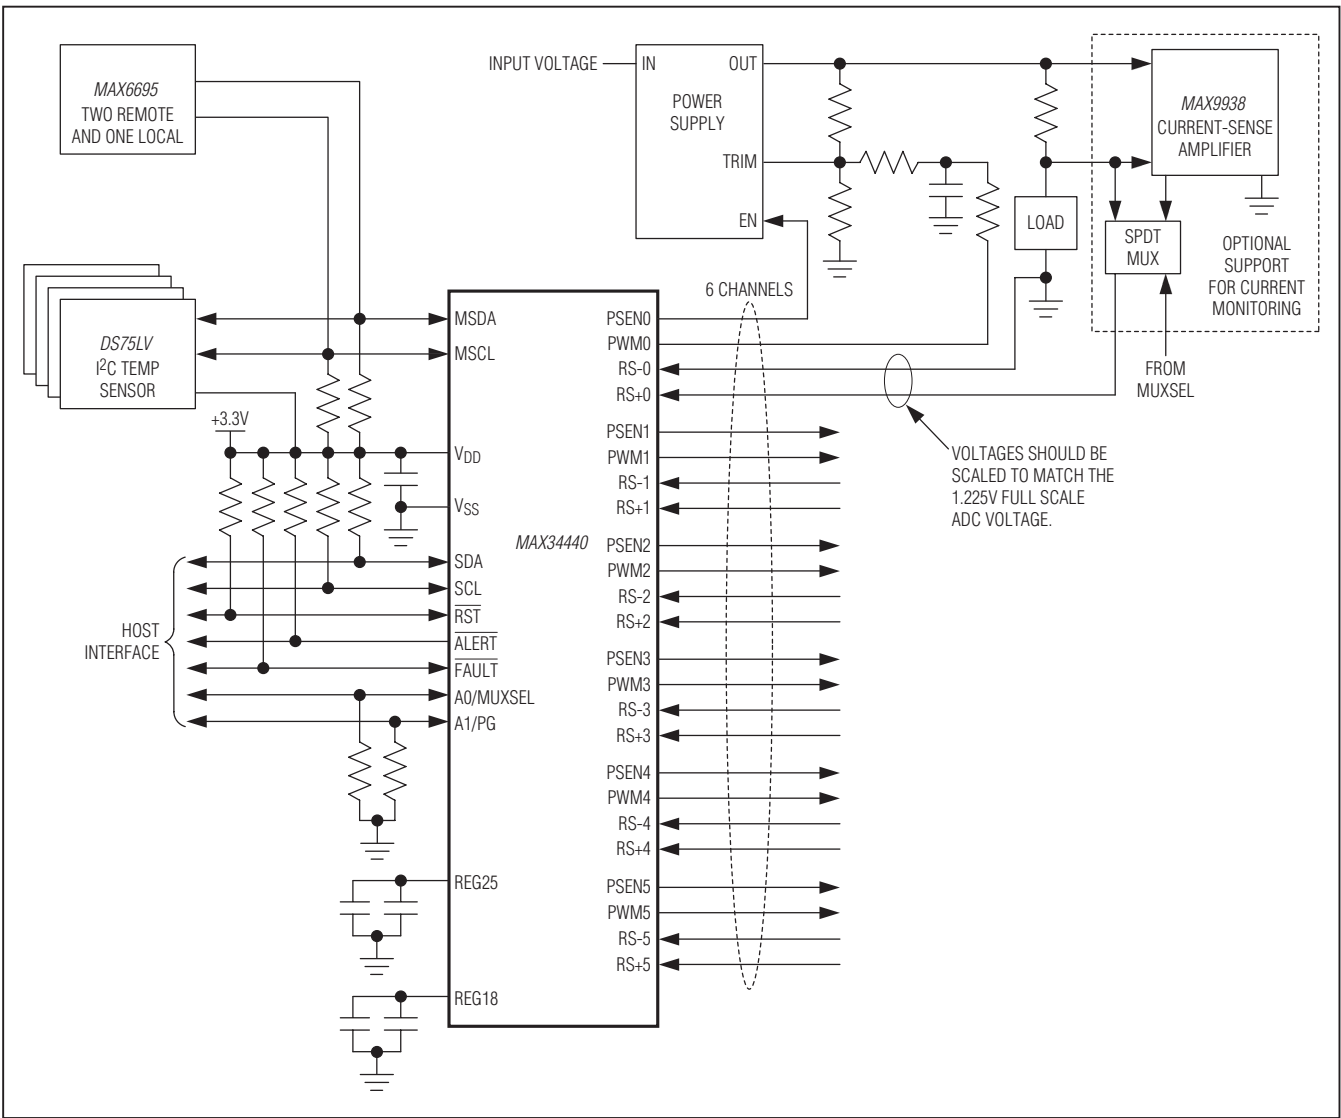 MAX6695
TWO REMOTE
AND ONE LOCAL
INPUT VOLTAGE
IN
OUT
POWER
SUPPLY
TRIM
EN
MAX9938
CURRENT-SENSE
AMPLIFIER
LOAD
SPDT
MUX
OPTIONAL
SUPPORT
FOR CURRENT
MONITORING
FROM
MUXSEL
DS75LV
I2C TEMP
SENSOR
+3.3V
6 CHANNELS
VOLTAGES SHOULD BE
SCALED TO MATCH THE
1.225V FULL SCALE
ADC VOLTAGE.
HOST
INTERFACE
MAX34440
MSDA
MSCL
VDD
VSS
SDA
SCL
RST
ALERT
FAULT
A0/MUXSEL
A1/PG
REG25
REG18
PSEN0
PWM0
RS-0
RS+0
PSEN1
PWM1
RS-1
RS+1
PSEN2
PWM2
RS-2
RS+2
PSEN3
PWM3
RS-3
RS+3
PSEN4
PWM4
RS-4
RS+4
PSEN5
PWM5
RS-5
RS+5